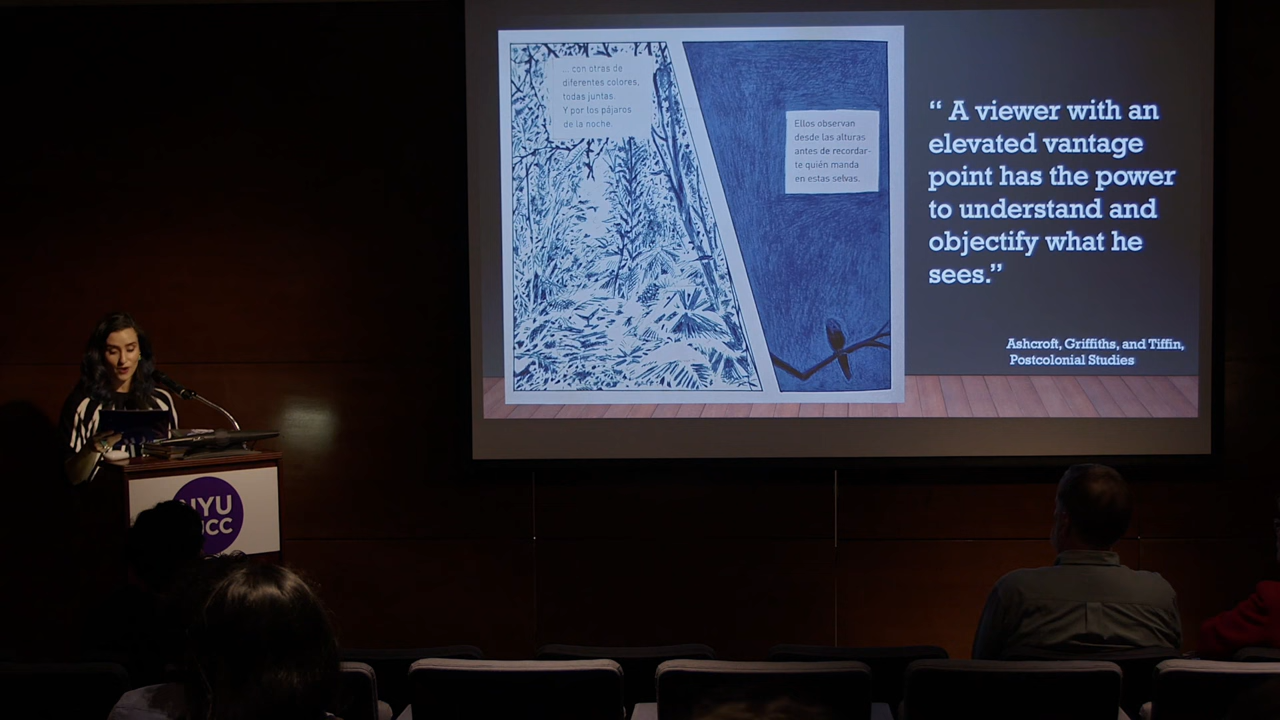 ... con otras de
diferentes colores,
todas juntas.
Y por los pájaros
de la noche.
Ellos observan
desde las alturas
antes de recordar-
te quién manda
en estas selvas.
“ A viewer with an
elevated vantage
point has the power
to understand and
objectify what he
sees.”
Ashcroft, Griffiths, and Tiffin,
Postcolonial Studies
NYU